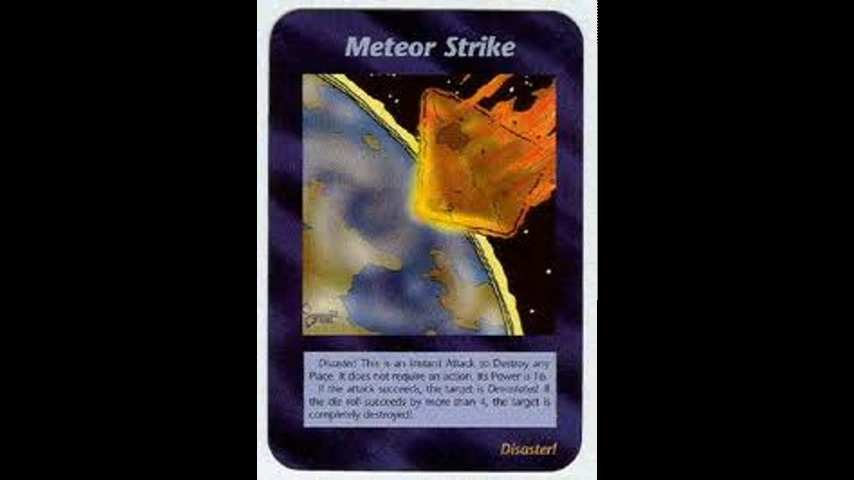 Meteor Strike
Disaster! This is an Instant Attack to Destroy any
Place. It does not require an action. Its Power is 16.
If the attack succeeds, the target is Devastated! If
the die roll succeeds by more than 4, the target is
completely destroyed!
Disaster!